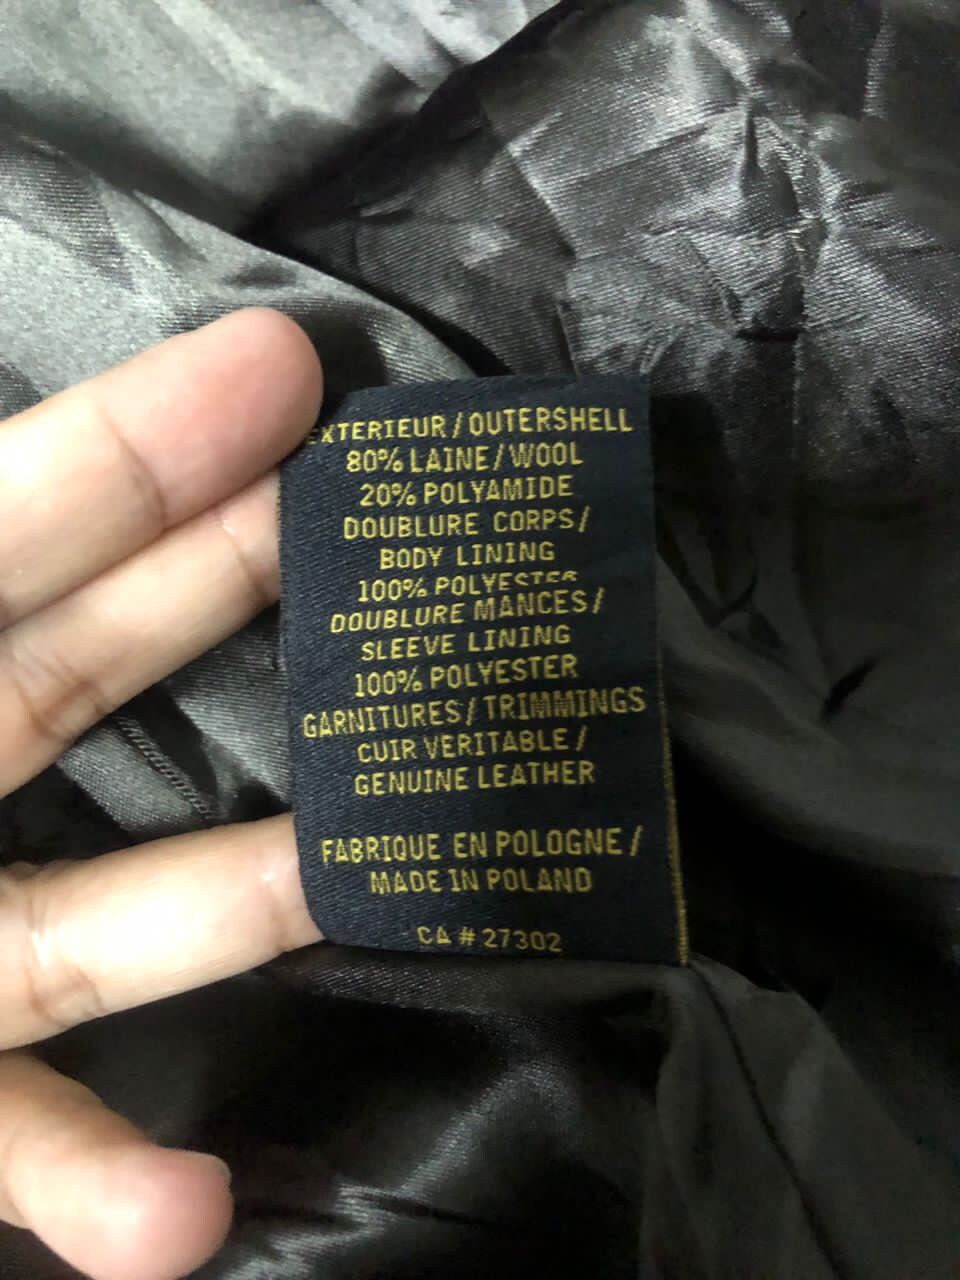 EXTERIEUR / OUTERSHELL
80% LAINE / WOOL
20% POLYAMIDE
DOUBLURE CORPS /
BODY LINING
100% POLYESTER
DOUBLURE MANCES /
SLEEVE LINING
100% POLYESTER
GARNITURES / TRIMMINGS
CUIR VERITABLE /
GENUINE LEATHER
FABRIQUE EN POLOGNE /
MADE IN POLAND
CA # 27302